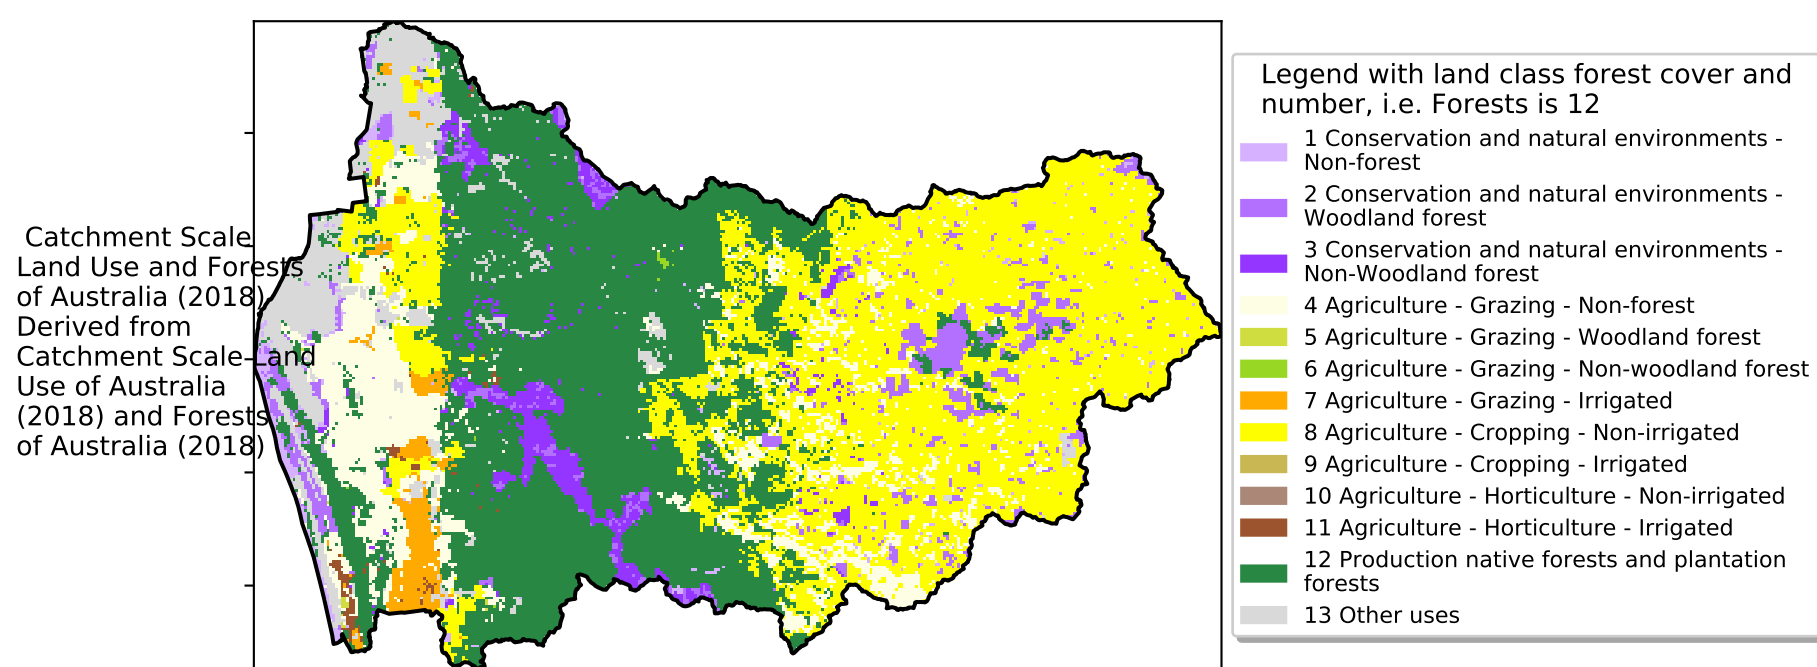 Catchment Scale
Land Use and Forests
of Australia (2018)
Derived from
Catchment Scale Land
Use of Australia
(2018) and Forests
of Australia (2018)
Legend with land class forest cover and
number, i.e. Forests is 12
1 Conservation and natural environments -
Non-forest
2 Conservation and natural environments -
Woodland forest
3 Conservation and natural environments -
Non-Woodland forest
4 Agriculture - Grazing - Non-forest
5 Agriculture - Grazing - Woodland forest
6 Agriculture - Grazing - Non-woodland forest
7 Agriculture - Grazing - Irrigated
8 Agriculture - Cropping - Non-irrigated
9 Agriculture - Cropping - Irrigated
10 Agriculture - Horticulture - Non-irrigated
11 Agriculture - Horticulture - Irrigated
12 Production native forests and plantation
forests
13 Other uses